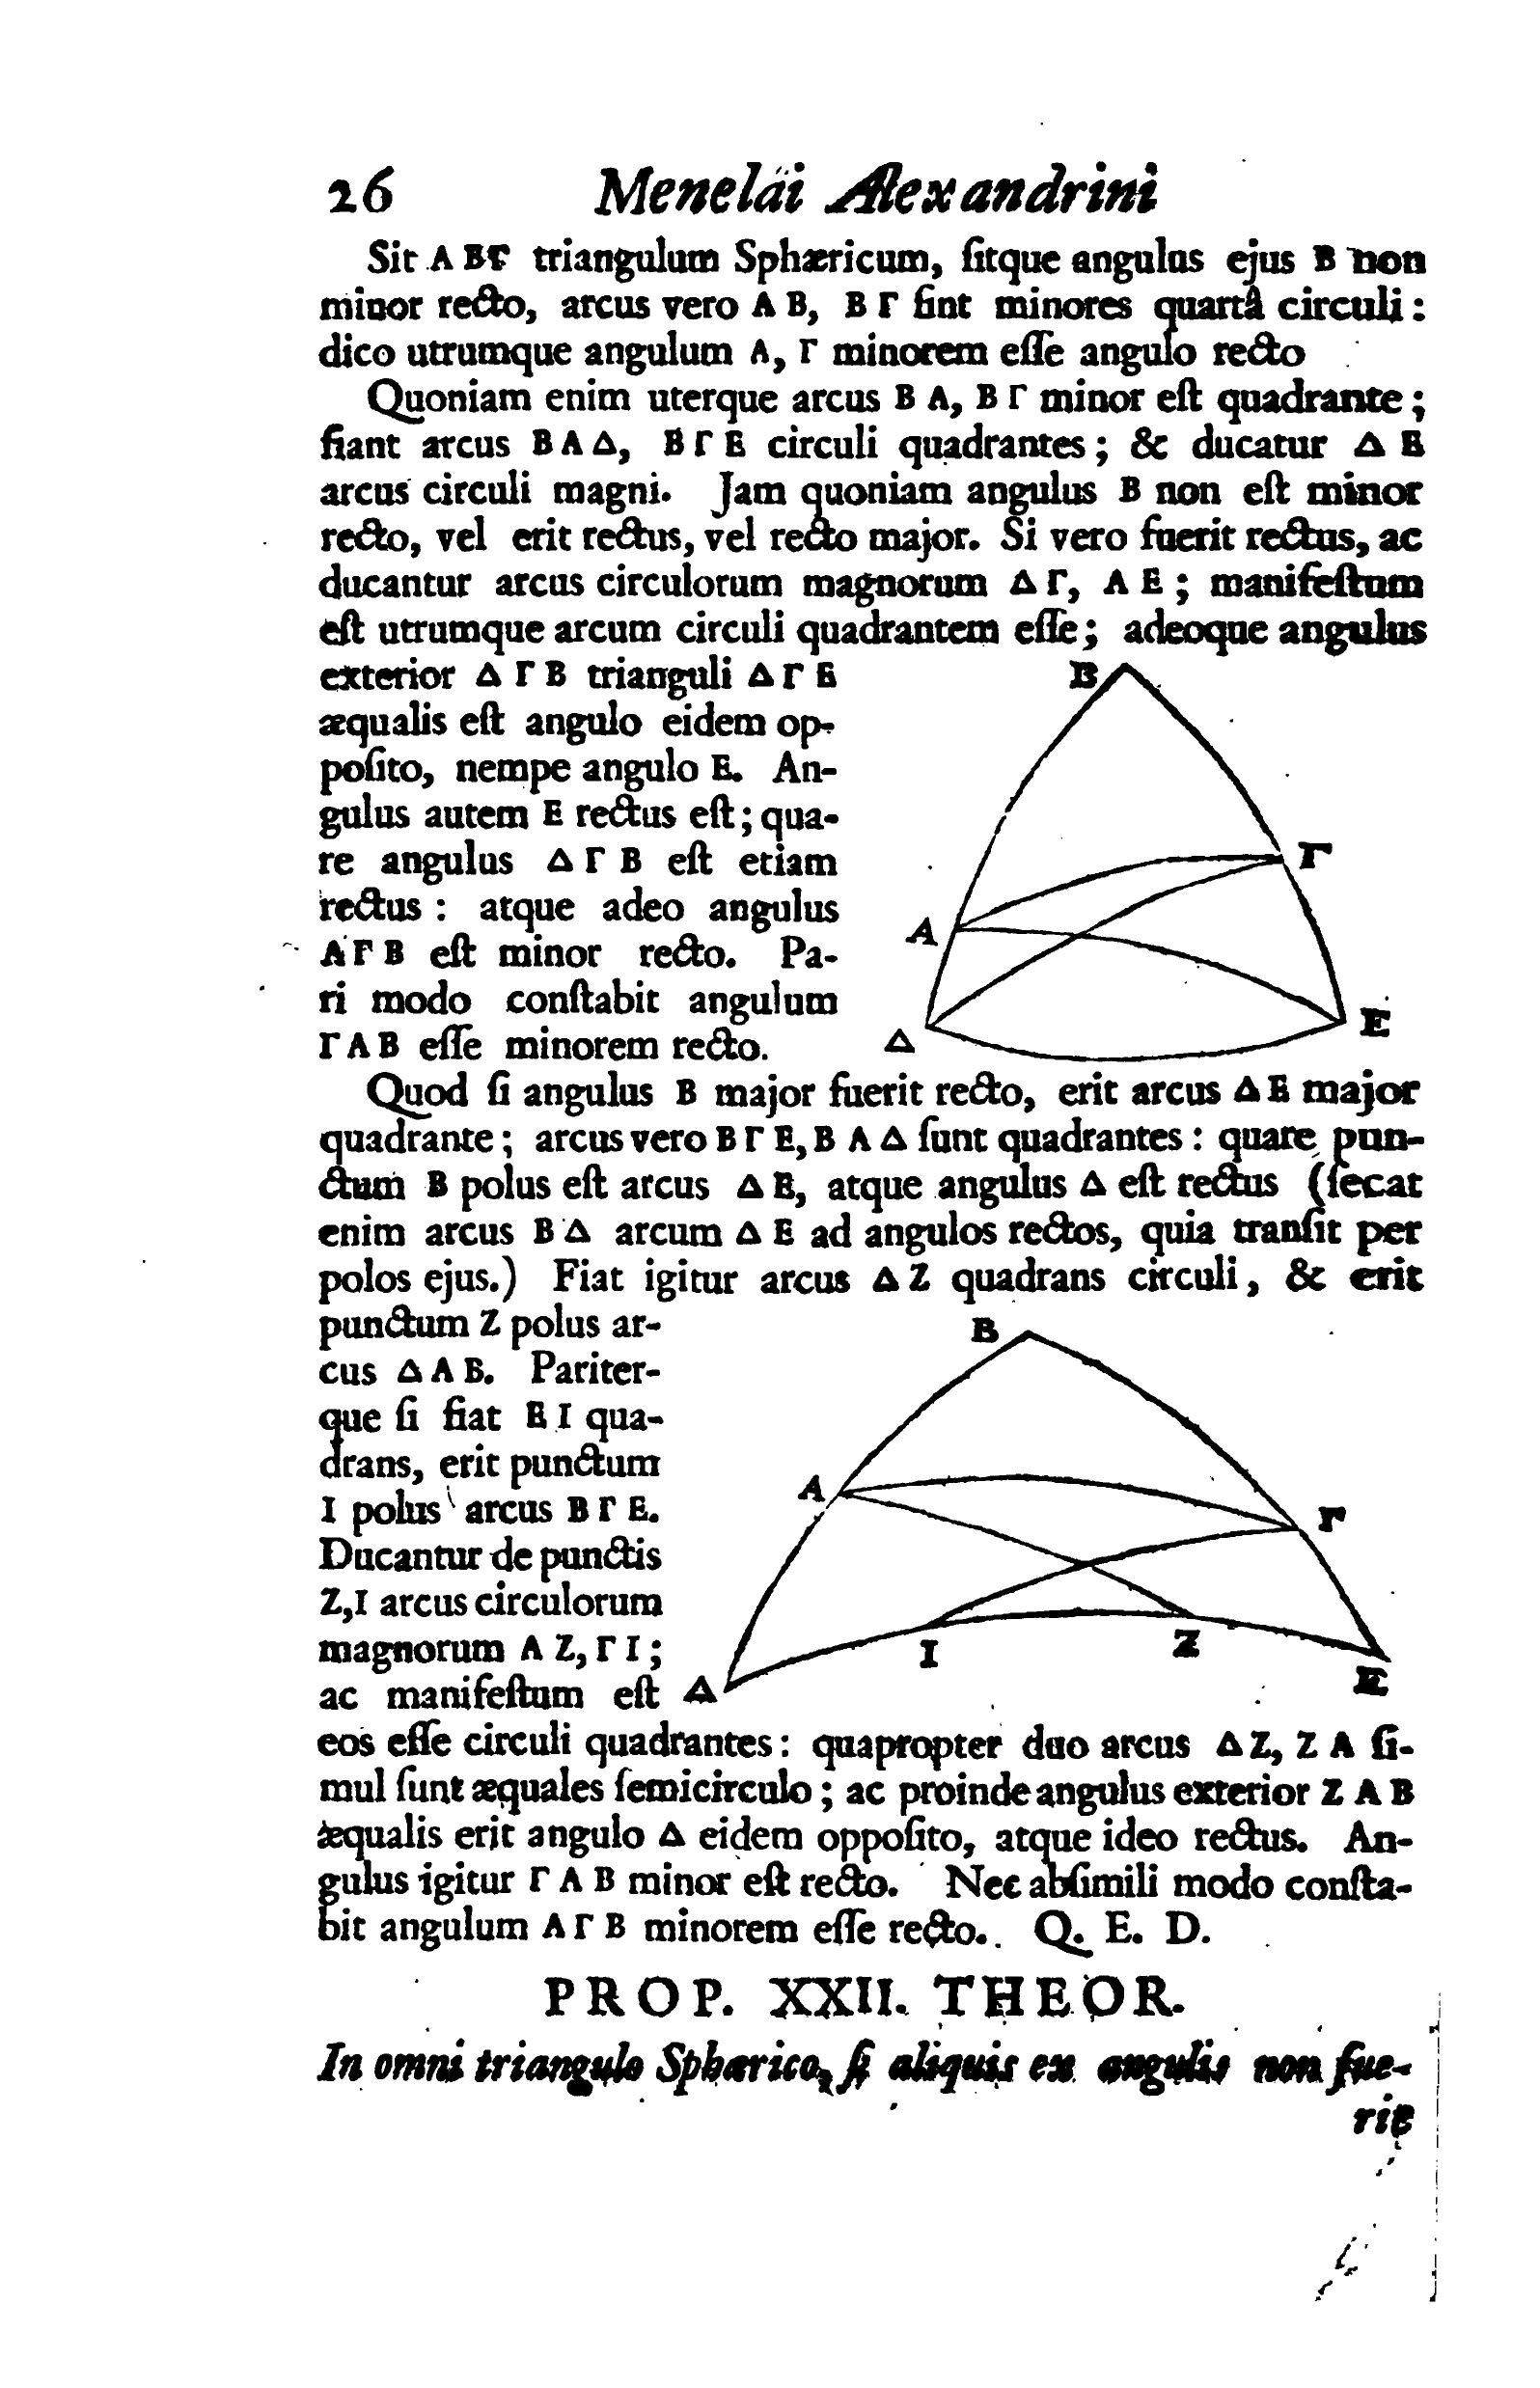 26 Menelai Alexandrini
Sit Α Β Γ triangulum Sphæricum, ſitque angulus ejus Β non
minor recto, arcus vero Α Β, Β Γ ſint minores quartâ circuli:
dico utrumque angulum Α, Γ minorem eſſe angulo recto
Quoniam enim uterque arcus Β Α, Β Γ minor eſt quadrante;
fiant arcus Β Α Δ, Β Γ Ε circuli quadrantes; & ducatur Δ Ε
arcus circuli magni. Jam quoniam angulus Β non eſt minor
recto, vel erit rectus, vel recto major. Si vero fuerit rectus, ac
ducantur arcus circulorum magnorum Δ Γ, Α Ε; manifeſtum
eſt utrumque arcum circuli quadrantem eſſe; adeoque angulus
exterior Δ Γ Β trianguli Δ Γ Ε
æqualis eſt angulo eidem op-
poſito, nempe angulo Ε. An-
gulus autem Ε rectus eſt; qua-
re angulus Δ Γ Β eſt etiam
rectus: atque adeo angulus
Α Γ Β eſt minor recto. Pa-
ri modo conſtabit angulum
Γ Α Β eſſe minorem recto.
Β
Γ
Α
Δ
Ε
Quod ſi angulus Β major fuerit recto, erit arcus Δ Ε major
quadrante; arcus vero Β Γ Ε, Β Α Δ ſunt quadrantes: quare pun-
ctum Β polus eſt arcus Δ Ε, atque angulus Δ eſt rectus (ſecat
enim arcus Β Δ arcum Δ Ε ad angulos rectos, quia tranſit per
polos ejus.) Fiat igitur arcus Δ Ζ quadrans circuli, & erit
punctum Ζ polus ar-
cus Δ Α Β. Pariter-
que ſi fiat Ε Ι qua-
drans, erit punctum
Ι polus arcus Β Γ Ε.
Ducantur de punctis
Ζ, Ι arcus circulorum
magnorum Α Ζ, Γ Ι;
ac manifeſtum eſt
Β
Α
Γ
Ι
Ζ
Ε
Δ
eos eſſe circuli quadrantes: quapropter duo arcus Δ Ζ, Ζ Α ſi-
mul ſunt æquales ſemicirculo; ac proinde angulus exterior Ζ Α Β
æqualis erit angulo Δ eidem oppoſito, atque ideo rectus. An-
gulus igitur Γ Α Β minor eſt recto. Nec abſimili modo conſta-
bit angulum Α Γ Β minorem eſſe recto. Q. E. D.
PROP. XXII. THEOR.
In omni triangulo Sphærico, ſi aliquis ex angulis non fue-
rit